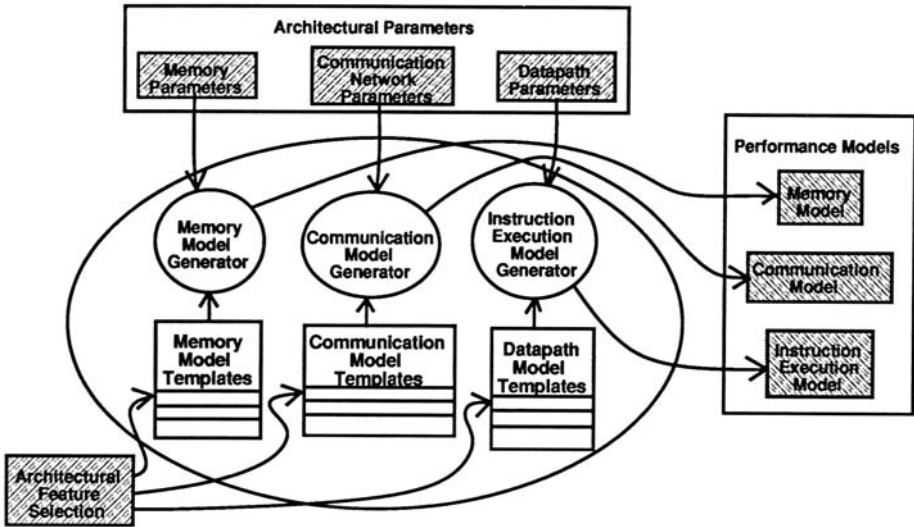 Architectural Parameters
Memory
Parameters
Communication
Network
Parameters
Datapath
Parameters
Performance Models
Memory
Model
Communication
Model
Instruction
Execution
Model
Memory
Model
Generator
Communication
Model
Generator
Instruction
Execution
Model
Generator
Memory
Model
Templates
Communication
Model
Templates
Datapath
Model
Templates
Architectural
Feature
Selection